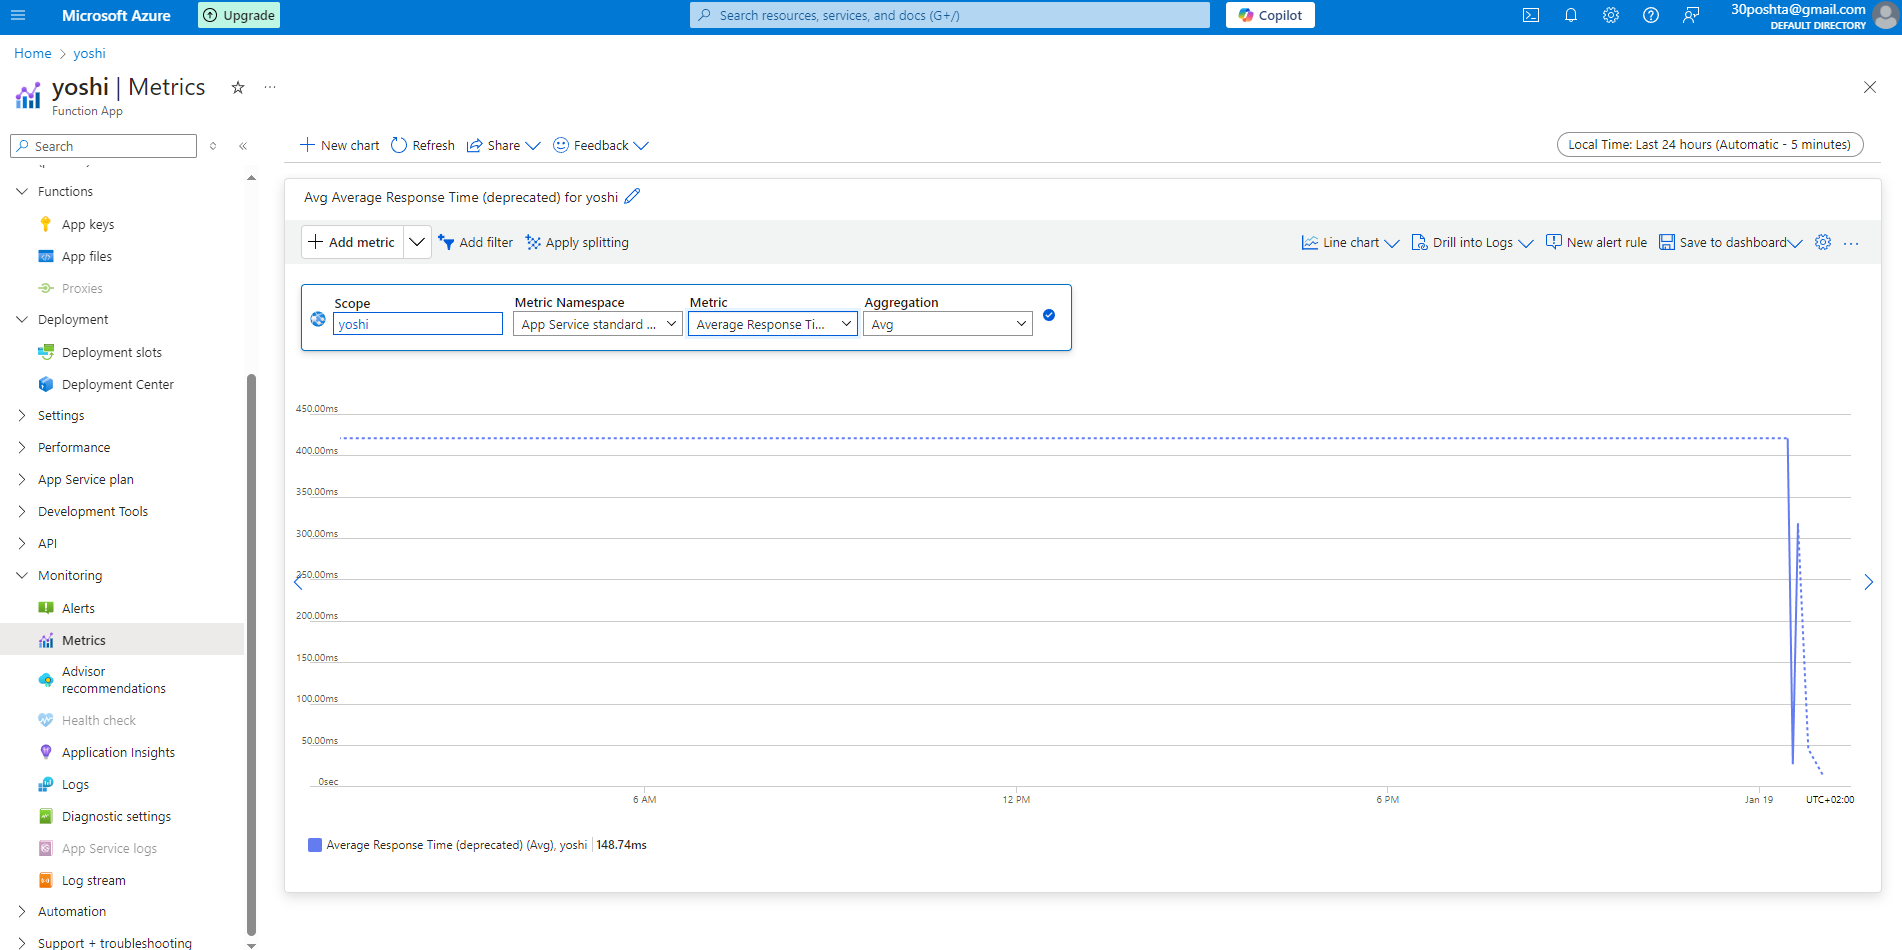 Microsoft Azure
Upgrade
Search resources, services, and docs (G+/)
Copilot
30poshta@gmail.com
DEFAULT DIRECTORY
Home > yoshi
yoshi | Metrics
Function App
Search
New chart
Refresh
Share
Feedback
Local Time: Last 24 hours (Automatic - 5 minutes)
Functions
App keys
App files
Proxies
Deployment
Deployment slots
Deployment Center
Settings
Performance
App Service plan
Development Tools
API
Monitoring
Alerts
Metrics
Advisor
recommendations
Health check
Application Insights
Logs
Diagnostic settings
App Service logs
Log stream
Automation
Support + troubleshooting
Avg Average Response Time (deprecated) for yoshi
Add metric
Add filter
Apply splitting
Line chart
Drill into Logs
New alert rule
Save to dashboard
Scope
yoshi
Metric Namespace
App Service standard ...
Metric
Average Response Ti...
Aggregation
Avg
450.00ms
400.00ms
350.00ms
300.00ms
250.00ms
200.00ms
150.00ms
100.00ms
50.00ms
0sec
6 AM
12 PM
6 PM
Jan 19
UTC+02:00
Average Response Time (deprecated) (Avg), yoshi | 148.74ms